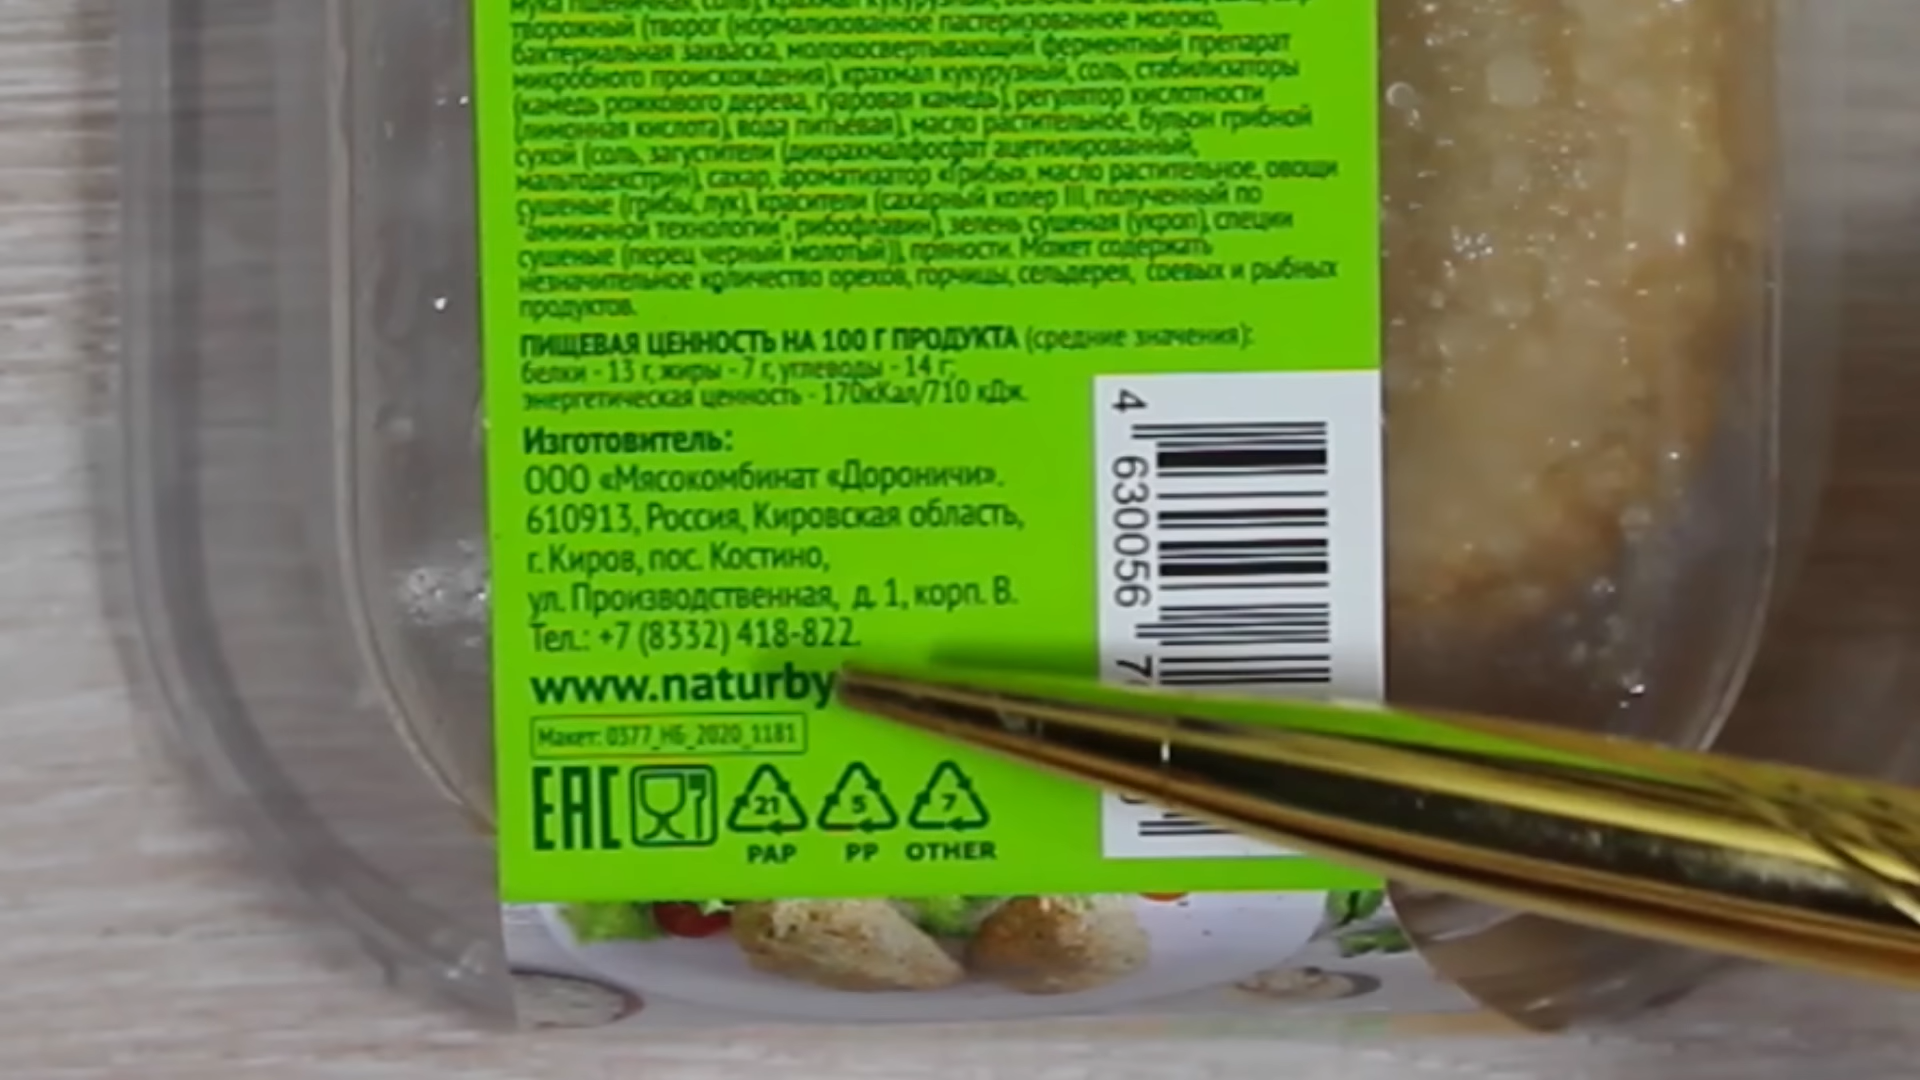 творожный (творог (нормализованное пастеризованное молоко,
бактериальная закваска, молокосвертывающий ферментный препарат
микробного происхождения), крахмал кукурузный, соль, стабилизаторы
(камедь рожкового дерева, гуаровая камедь), регулятор кислотности
(лимонная кислота), вода питьевая), масло растительное, бульон грибной
сухой (соль, загустители (дикрахмалфосфат ацетилированный,
мальтодекстрин), сахар, ароматизатор «Грибы», масло растительное, овощи
сушеные (грибы, лук), красители (сахарный колер III, полученный по
"аммиачной технологии", рибофлавин), зелень сушеная (укроп), специи
сушеные (перец черный молотый)), пряности. Может содержать
незначительное количество орехов, горчицы, сельдерея, соевых и рыбных
продуктов.
ПИЩЕВАЯ ЦЕННОСТЬ НА 100 Г ПРОДУКТА (средние значения):
белки - 13 г, жиры - 7 г, углеводы - 14 г;
энергетическая ценность - 170кКал/710 кДж.
Изготовитель:
ООО «Мясокомбинат «Дороничи».
610913, Россия, Кировская область,
г. Киров, пос. Костино,
ул. Производственная, д. 1, корп. В.
Тел.: +7 (8332) 418-822.
www.naturby
Макет: 0377_НБ_2020_1181
EAC
21 5 7
PAP PP OTHER
4 630056 7